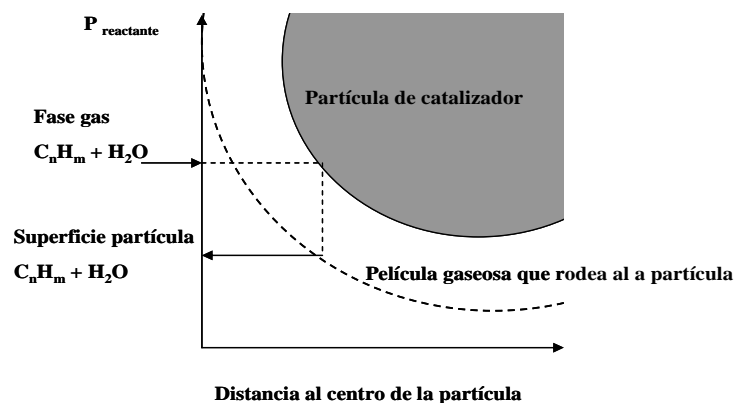 P reactante
Partícula de catalizador
Fase gas
CnHm + H2O
Superficie partícula
CnHm + H2O
Película gaseosa que rodea al a partícula
Distancia al centro de la partícula